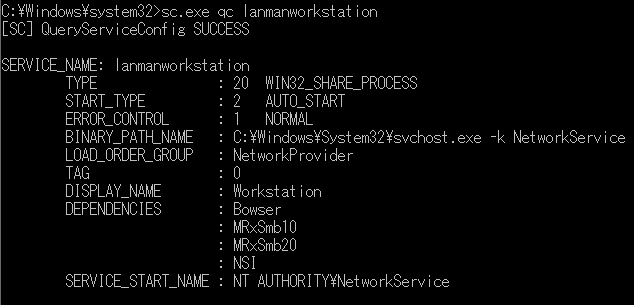 C:¥Windows¥system32>sc.exe qc lanmanworkstation
[SC] QueryServiceConfig SUCCESS
SERVICE_NAME: lanmanworkstation
TYPE : 20 WIN32_SHARE_PROCESS
START_TYPE : 2 AUTO_START
ERROR_CONTROL : 1 NORMAL
BINARY_PATH_NAME : C:¥Windows¥System32¥svchost.exe -k NetworkService
LOAD_ORDER_GROUP : NetworkProvider
TAG : 0
DISPLAY_NAME : Workstation
DEPENDENCIES : Bowser
: MRxSmb10
: MRxSmb20
: NSI
SERVICE_START_NAME : NT AUTHORITY¥NetworkService